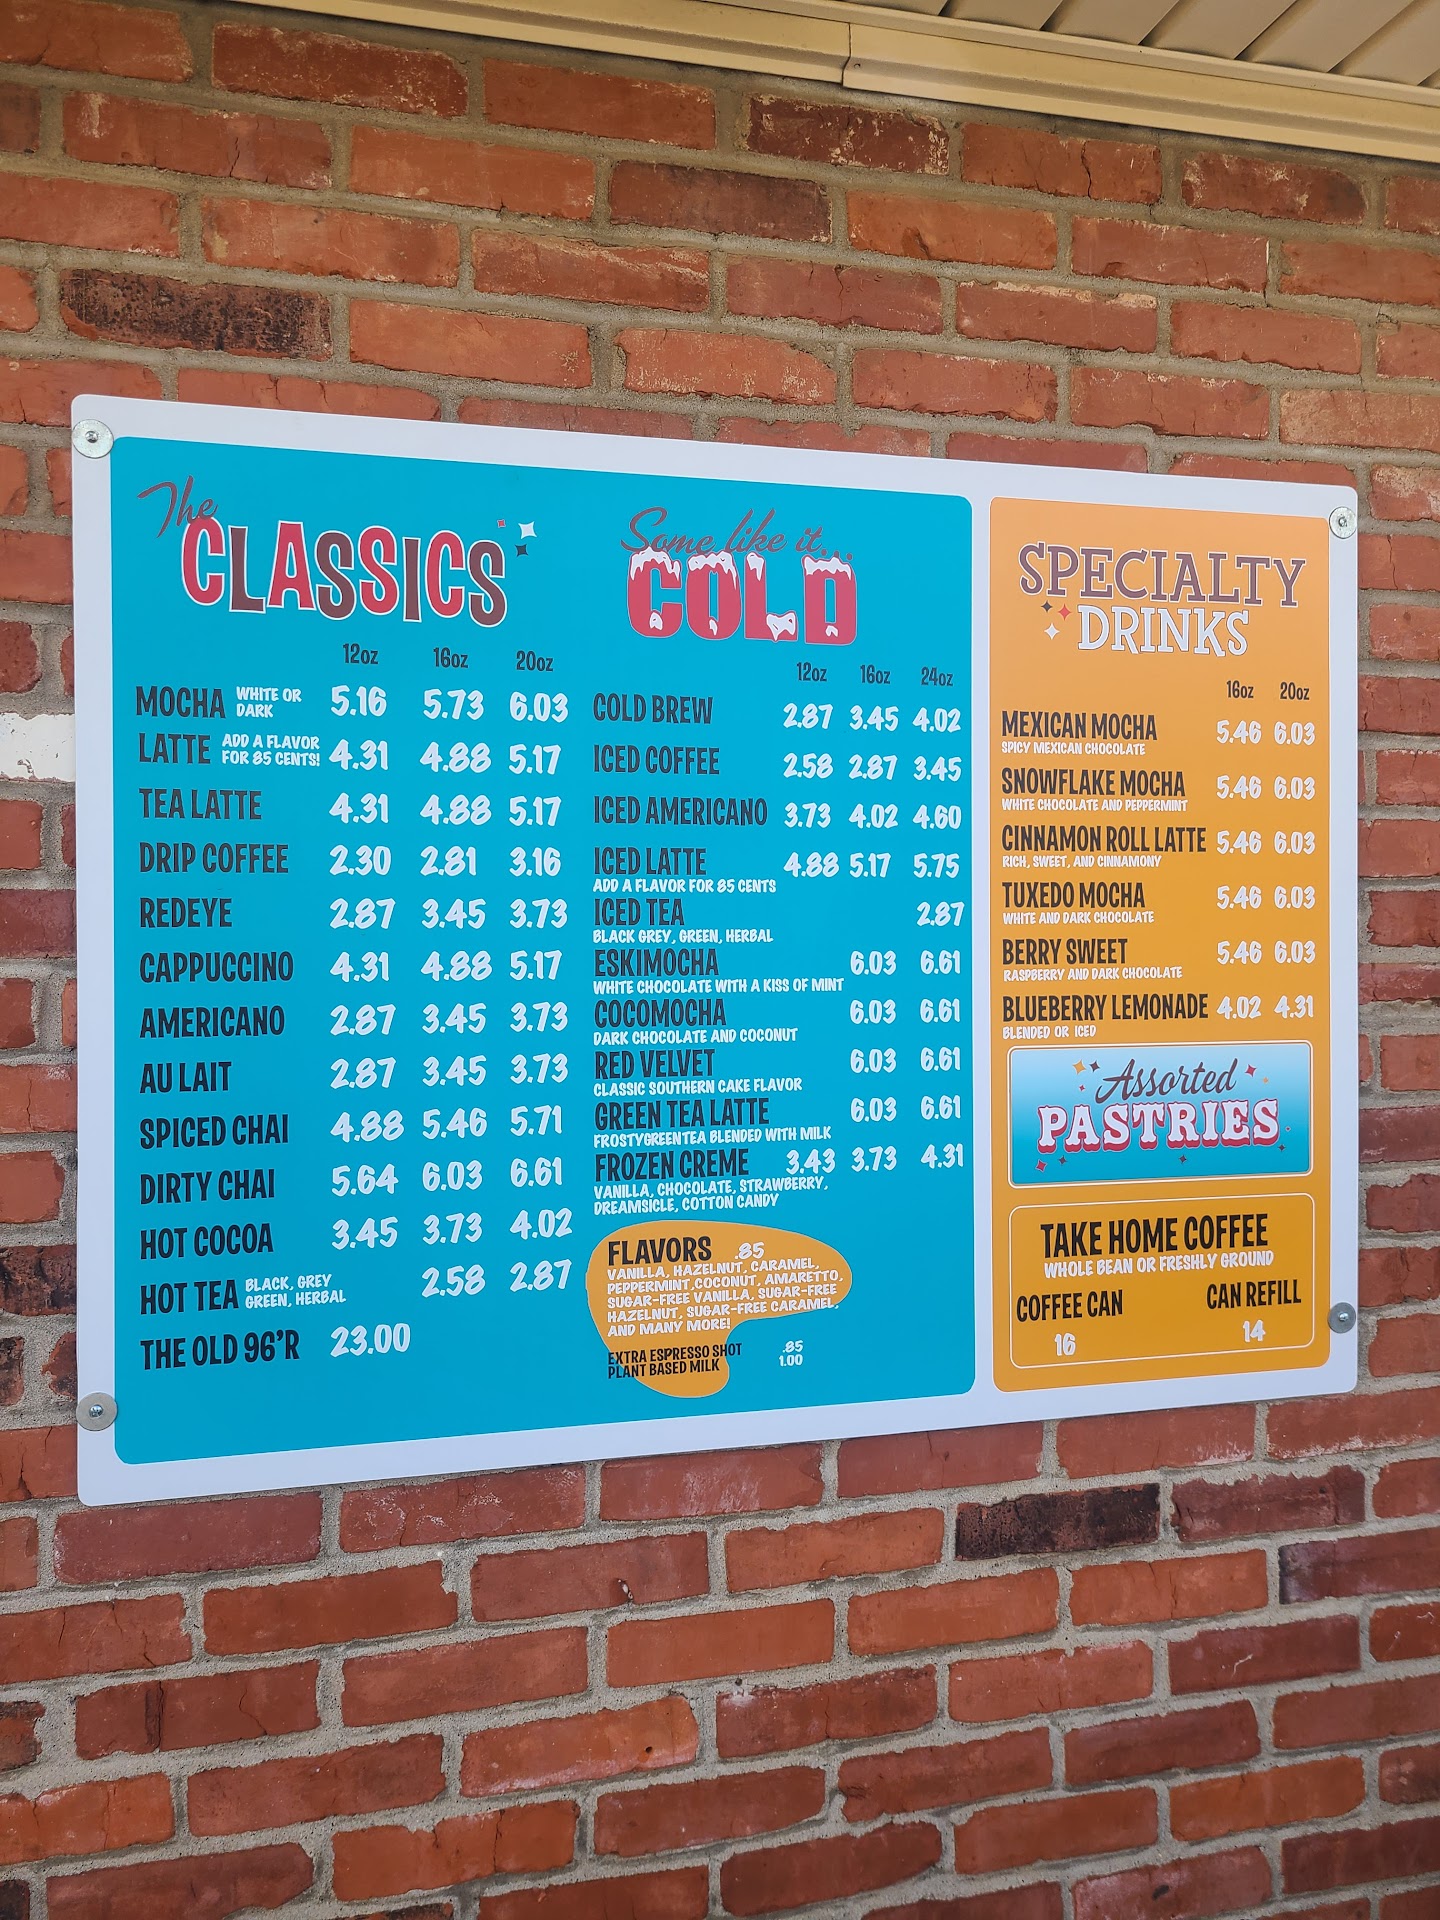 The
CLASSICS
12oz 16oz 20oz
MOCHA WHITE OR DARK 5.16 5.73 6.03
LATTE ADD A FLAVOR FOR 85 CENTS! 4.31 4.88 5.17
TEA LATTE 4.31 4.88 5.17
DRIP COFFEE 2.30 2.81 3.16
REDEYE 2.87 3.45 3.73
CAPPUCCINO 4.31 4.88 5.17
AMERICANO 2.87 3.45 3.73
AU LAIT 2.87 3.45 3.73
SPICED CHAI 4.88 5.46 5.71
DIRTY CHAI 5.64 6.03 6.61
HOT COCOA 3.45 3.73 4.02
HOT TEA BLACK, GREY GREEN, HERBAL 2.58 2.87
THE OLD 96'R 23.00
Some like it...
COLD
12oz 16oz 24oz
COLD BREW 2.87 3.45 4.02
ICED COFFEE 2.58 2.87 3.45
ICED AMERICANO 3.73 4.02 4.60
ICED LATTE 4.88 5.17 5.75
ADD A FLAVOR FOR 85 CENTS
ICED TEA 2.87
BLACK GREY, GREEN, HERBAL
ESKIMOCHA 6.03 6.61
WHITE CHOCOLATE WITH A KISS OF MINT
COCOMOCHA 6.03 6.61
DARK CHOCOLATE AND COCONUT
RED VELVET 6.03 6.61
CLASSIC SOUTHERN CAKE FLAVOR
GREEN TEA LATTE 6.03 6.61
FROSTYGREENTEA BLENDED WITH MILK
FROZEN CREME 3.43 3.73 4.31
VANILLA, CHOCOLATE, STRAWBERRY,
DREAMSICLE, COTTON CANDY
FLAVORS .85
VANILLA, HAZELNUT, CARAMEL,
PEPPERMINT,COCONUT, AMARETTO,
SUGAR-FREE VANILLA, SUGAR-FREE
HAZELNUT, SUGAR-FREE CARAMEL,
AND MANY MORE!
EXTRA ESPRESSO SHOT .85
PLANT BASED MILK 1.00
SPECIALTY
DRINKS
16oz 20oz
MEXICAN MOCHA 5.46 6.03
SPICY MEXICAN CHOCOLATE
SNOWFLAKE MOCHA 5.46 6.03
WHITE CHOCOLATE AND PEPPERMINT
CINNAMON ROLL LATTE 5.46 6.03
RICH, SWEET, AND CINNAMONY
TUXEDO MOCHA 5.46 6.03
WHITE AND DARK CHOCOLATE
BERRY SWEET 5.46 6.03
RASPBERRY AND DARK CHOCOLATE
BLUEBERRY LEMONADE 4.02 4.31
BLENDED OR ICED
Assorted
PASTRIES
TAKE HOME COFFEE
WHOLE BEAN OR FRESHLY GROUND
COFFEE CAN CAN REFILL
16 14